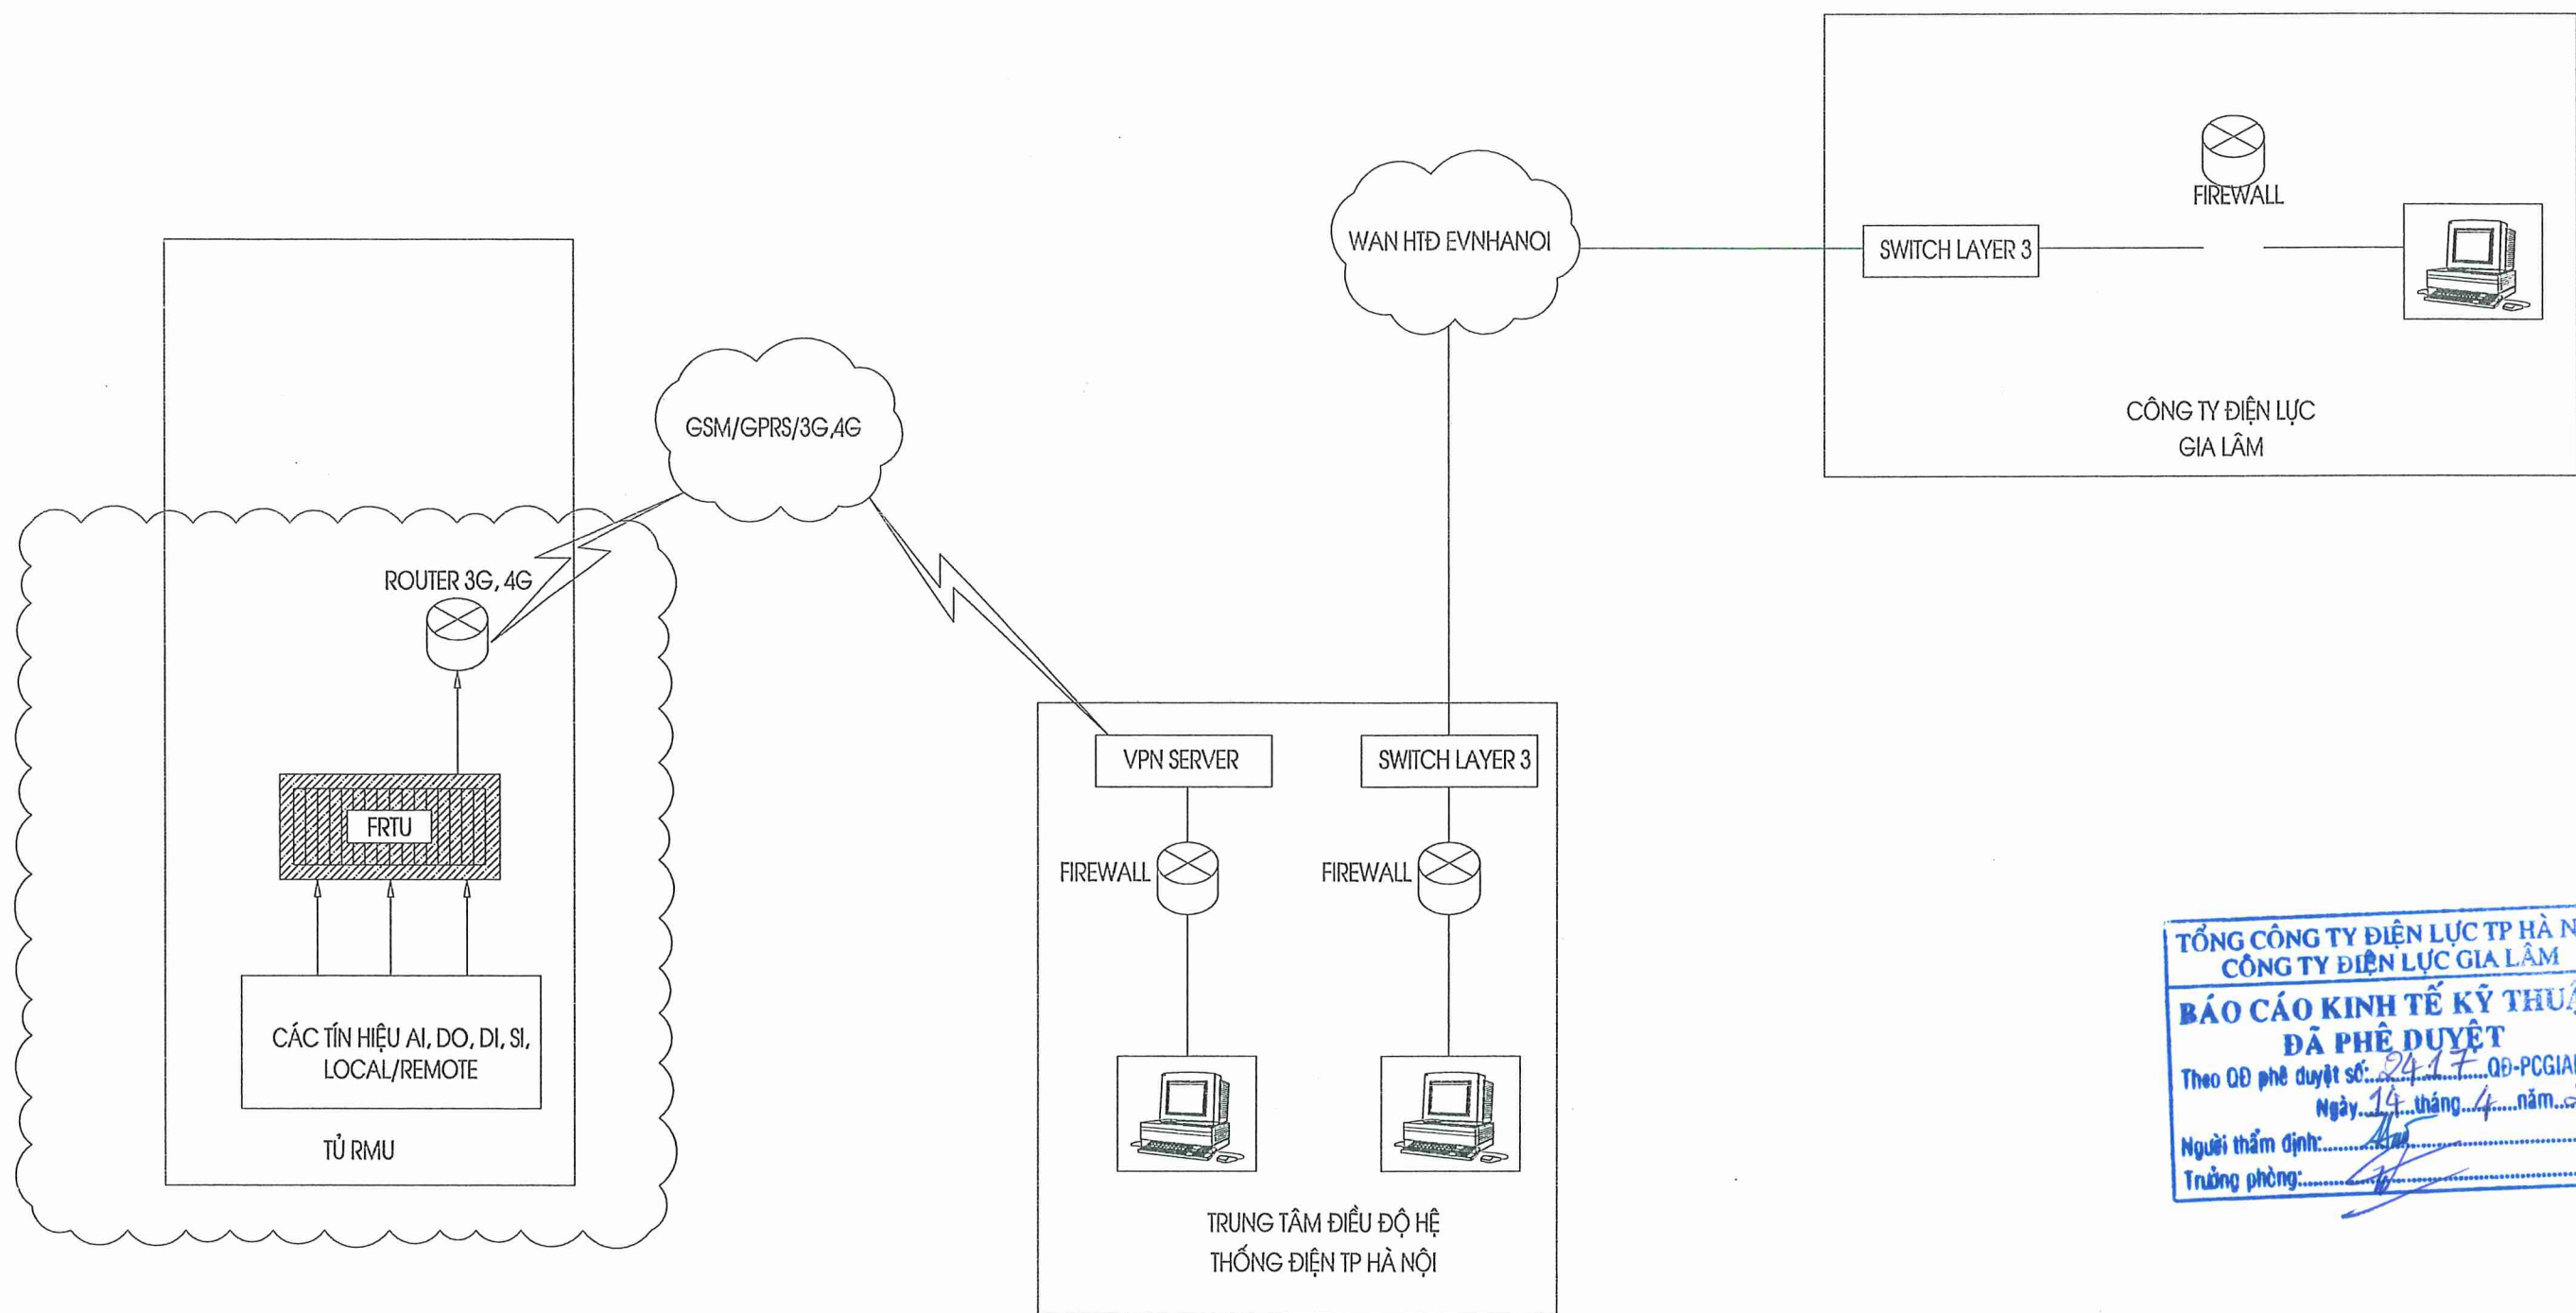 FIREWALL
WAN HTĐ EVNHANOI
SWITCH LAYER 3
CÔNG TY ĐIỆN LỰC
GIA LÂM
GSM/GPRS/3G,4G
ROUTER 3G, 4G
FRTU
CÁC TÍN HIỆU AI, DO, DI, SI,
LOCAL/REMOTE
TỦ RMU
VPN SERVER
SWITCH LAYER 3
FIREWALL
FIREWALL
TRUNG TÂM ĐIỀU ĐỘ HỆ
THỐNG ĐIỆN TP HÀ NỘI
TỔNG CÔNG TY ĐIỆN LỰC TP HÀ N
CÔNG TY ĐIỆN LỰC GIA LÂM
BÁO CÁO KINH TẾ KỸ THUẬ
ĐÃ PHÊ DUYỆT
Theo QĐ phê duyệt số: 2417 QĐ-PCGIA
Ngày 14 tháng 4 năm
Người thẩm định:
Trưởng phòng: